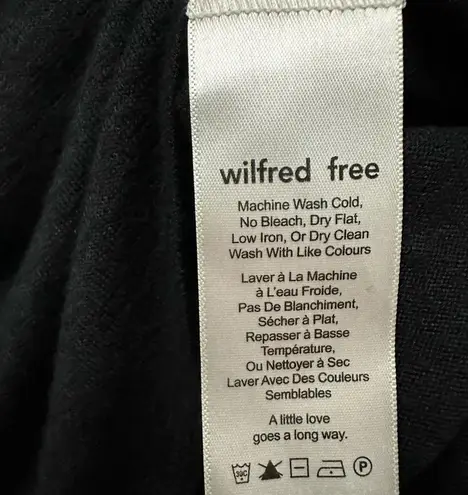 wilfred free
Machine Wash Cold,
No Bleach, Dry Flat,
Low Iron, Or Dry Clean
Wash With Like Colours
Laver à La Machine
à L'eau Froide,
Pas De Blanchiment,
Sécher à Plat,
Repasser à Basse
Température,
Ou Nettoyer à Sec
Laver Avec Des Couleurs
Semblables
A little love
goes a long way.
30C P